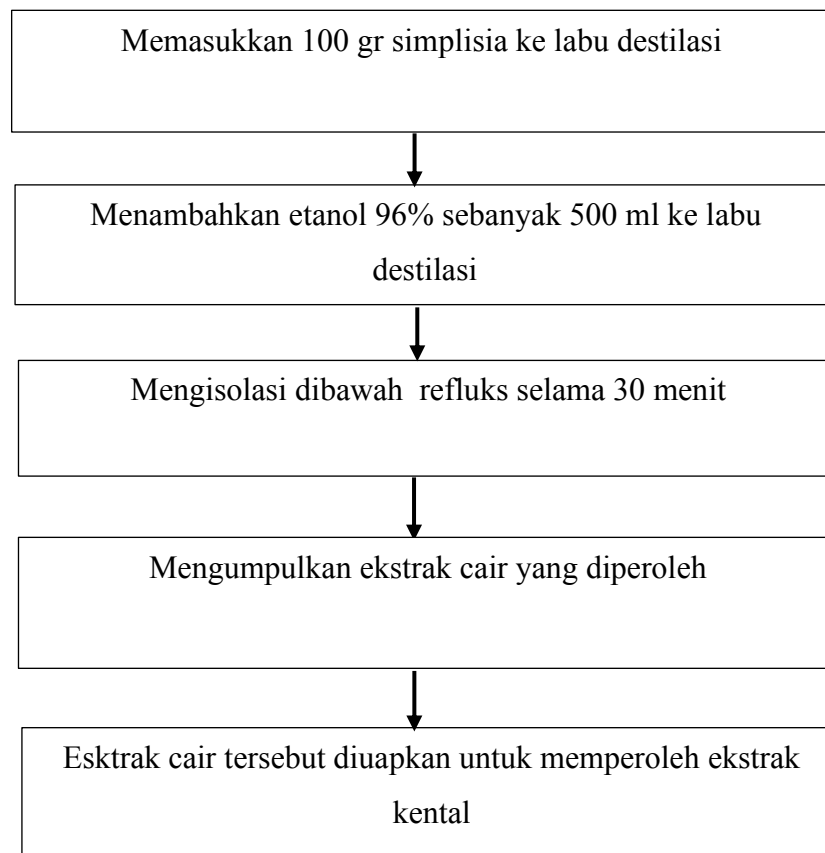 Memasukkan 100 gr simplisia ke labu destilasi
Menambahkan etanol 96% sebanyak 500 ml ke labu
destilasi
Mengisolasi dibawah  refluks selama 30 menit
Mengumpulkan ekstrak cair yang diperoleh
Esktrak cair tersebut diuapkan untuk memperoleh ekstrak
kental